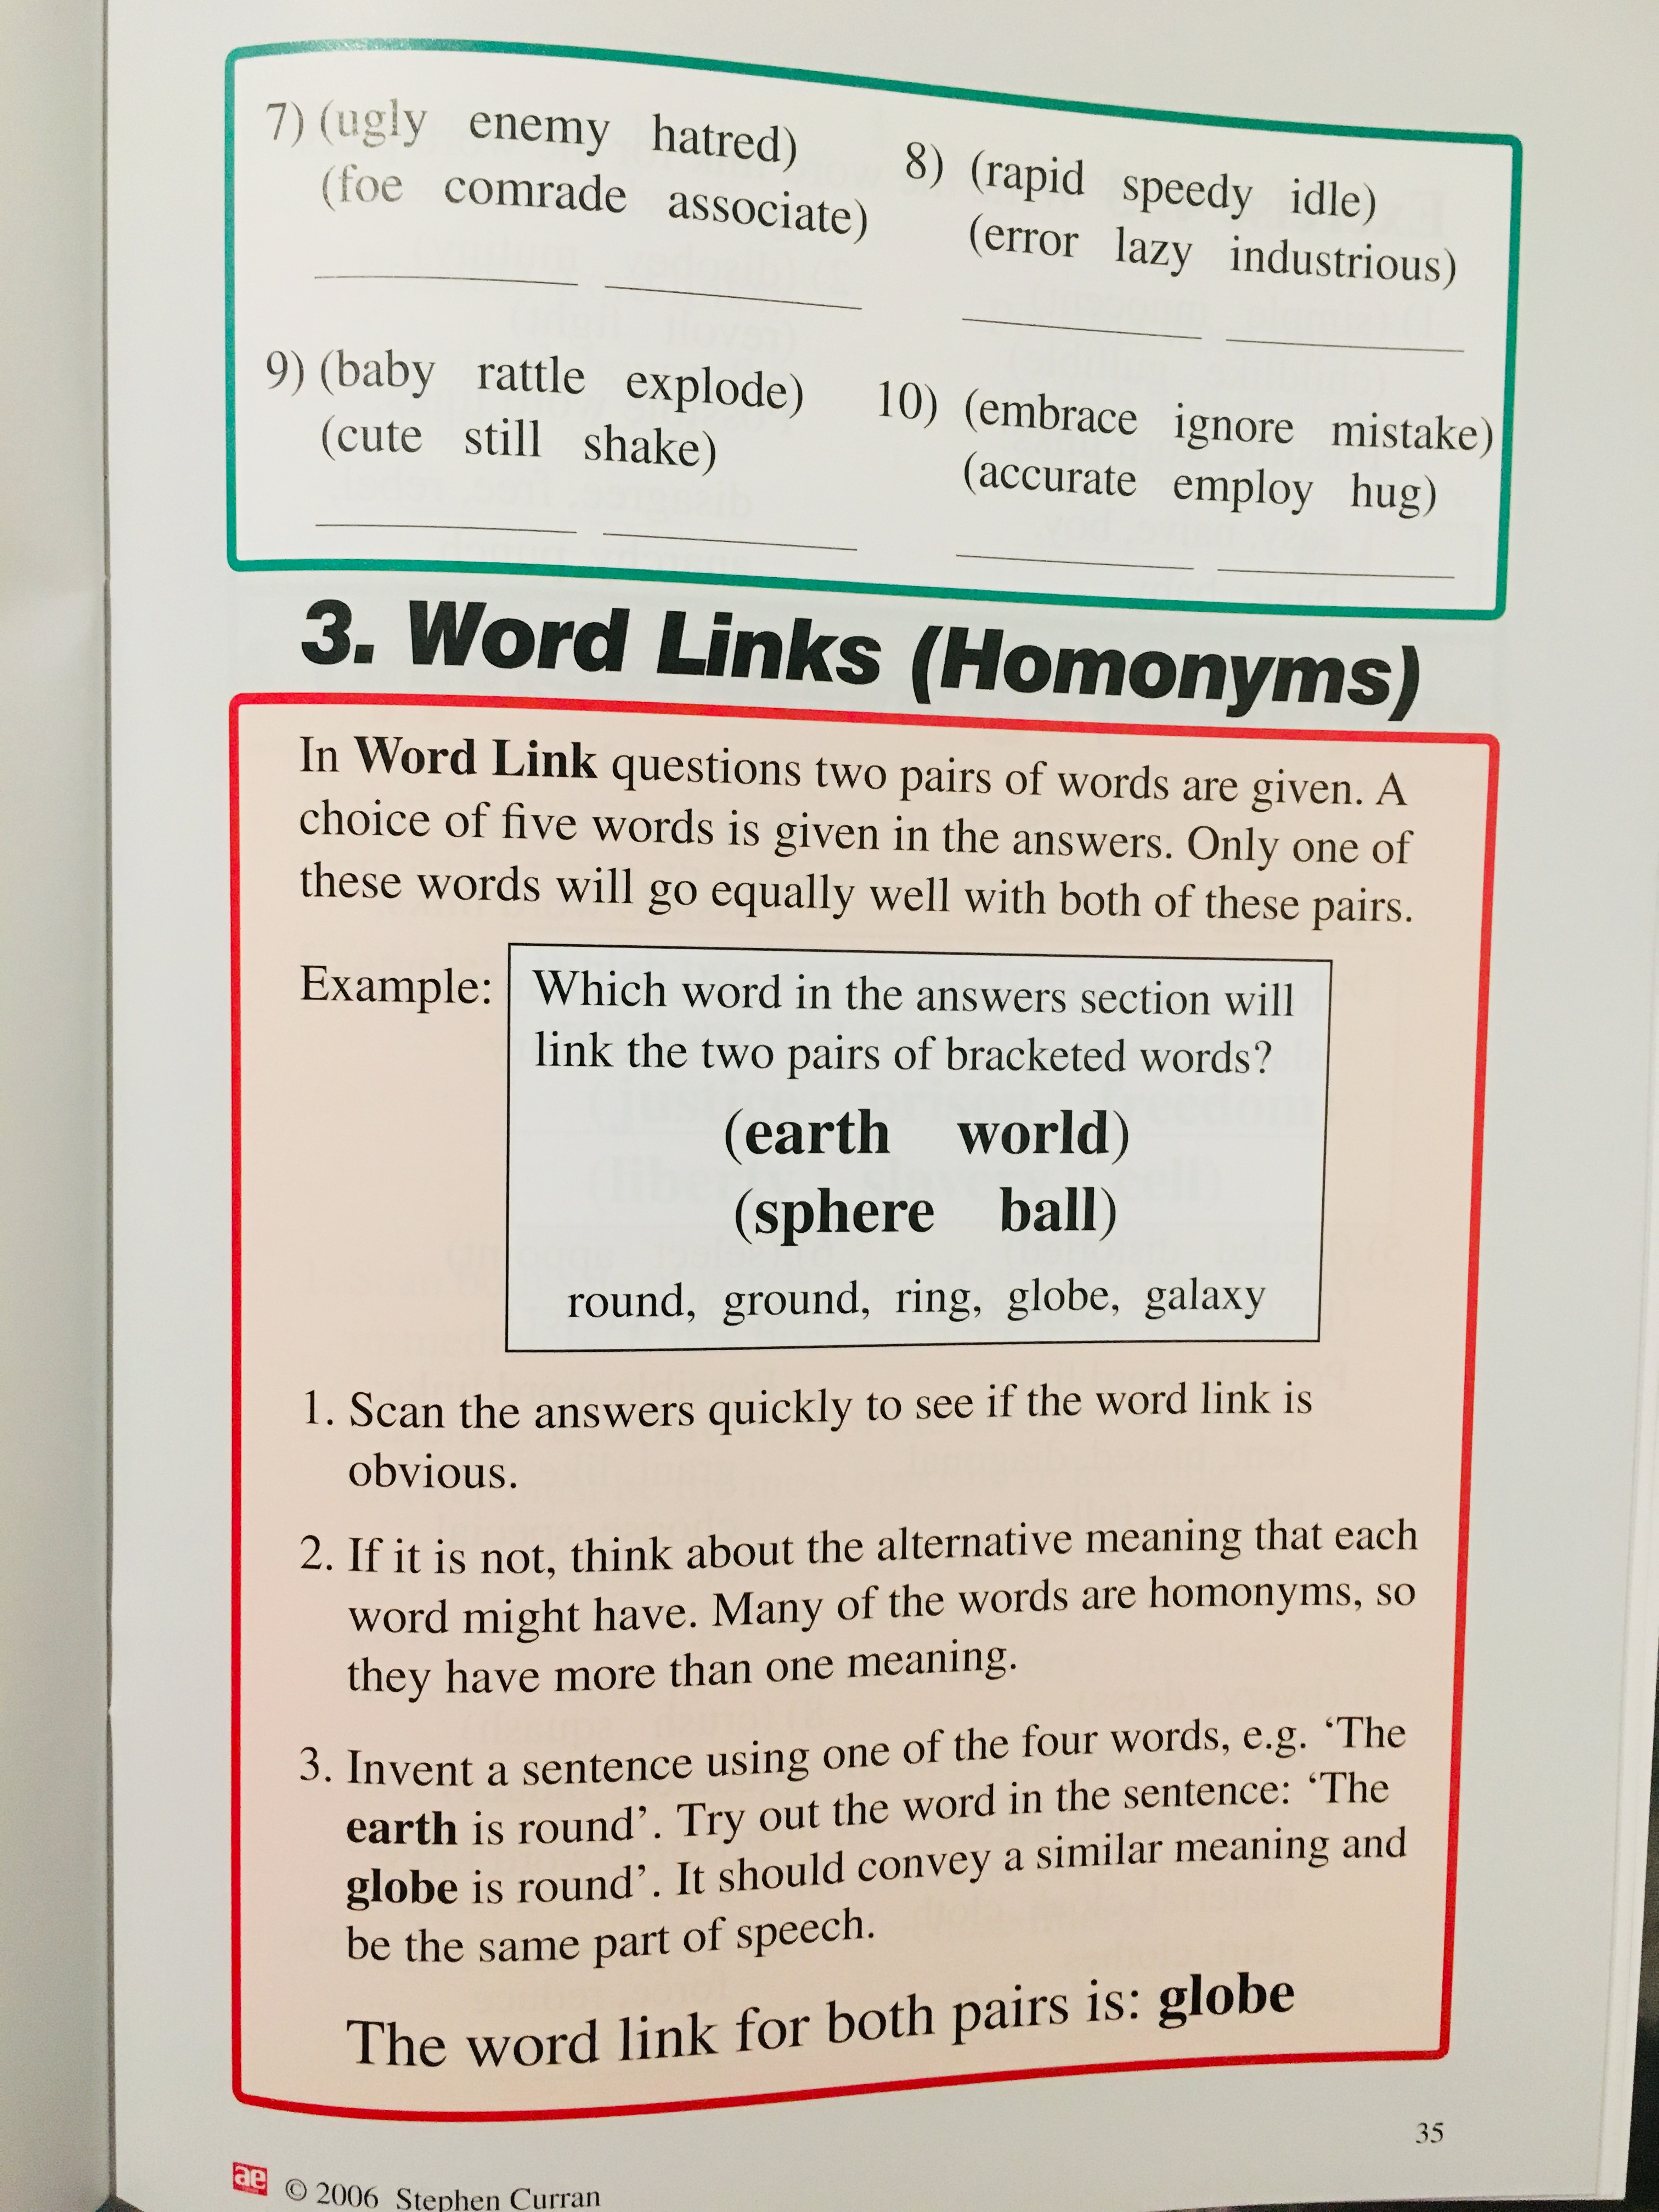 7) (ugly enemy hatred)
(foe comrade associate)
8) (rapid speedy idle)
(error lazy industrious)
9) (baby rattle explode)
(cute still shake)
10) (embrace ignore mistake)
(accurate employ hug)
3. Word Links (Homonyms)
In Word Link questions two pairs of words are given. A
choice of five words is given in the answers. Only one of
these words will go equally well with both of these pairs.
Example:
Which word in the answers section will
link the two pairs of bracketed words?
(earth world)
(sphere ball)
round, ground, ring, globe, galaxy
1. Scan the answers quickly to see if the word link is
obvious.
2. If it is not, think about the alternative meaning that each
word might have. Many of the words are homonyms, so
they have more than one meaning.
3. Invent a sentence using one of the four words, e.g. ‘The
earth is round’. Try out the word in the sentence: ‘The
globe is round’. It should convey a similar meaning and
be the same part of speech.
The word link for both pairs is: globe
35
ae © 2006 Stephen Curran